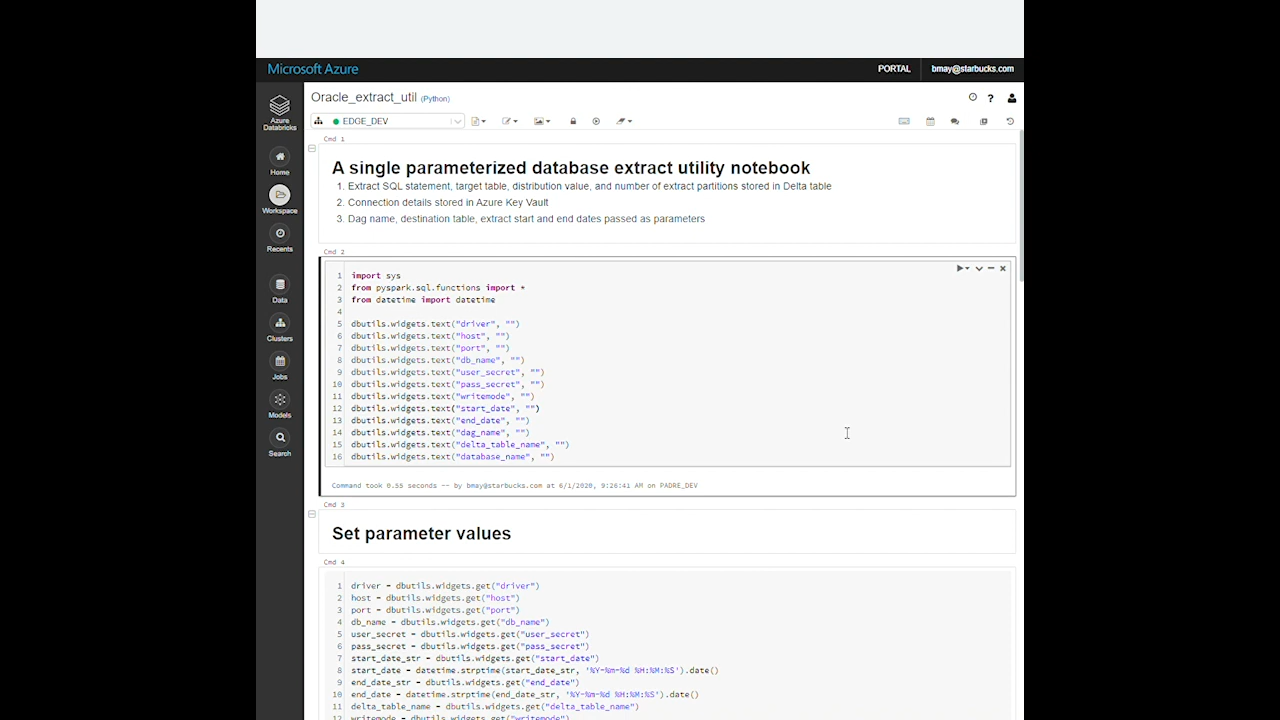 Microsoft Azure
PORTAL
bmay@starbucks.com
Azure Databricks
Home
Workspace
Recents
Data
Clusters
Jobs
Models
Search
Oracle_extract_util (Python)
EDGE_DEV
?
Cmd 1
A single parameterized database extract utility notebook
1. Extract SQL statement, target table, distribution value, and number of extract partitions stored in Delta table
2. Connection details stored in Azure Key Vault
3. Dag name, destination table, extract start and end dates passed as parameters
Cmd 2
1 import sys
2 from pyspark.sql.functions import *
3 from datetime import datetime
4
5 dbutils.widgets.text("driver", "")
6 dbutils.widgets.text("host", "")
7 dbutils.widgets.text("port", "")
8 dbutils.widgets.text("db_name", "")
9 dbutils.widgets.text("user_secret", "")
10 dbutils.widgets.text("pass_secret", "")
11 dbutils.widgets.text("writemode", "")
12 dbutils.widgets.text("start_date", "")
13 dbutils.widgets.text("end_date", "")
14 dbutils.widgets.text("dag_name", "")
15 dbutils.widgets.text("delta_table_name", "")
16 dbutils.widgets.text("database_name", "")
Command took 0.55 seconds -- by bmay@starbucks.com at 6/1/2020, 9:26:41 AM on PADRE_DEV
Cmd 3
Set parameter values
Cmd 4
1 driver = dbutils.widgets.get("driver")
2 host = dbutils.widgets.get("host")
3 port = dbutils.widgets.get("port")
4 db_name = dbutils.widgets.get("db_name")
5 user_secret = dbutils.widgets.get("user_secret")
6 pass_secret = dbutils.widgets.get("pass_secret")
7 start_date_str = dbutils.widgets.get("start_date")
8 start_date = datetime.strptime(start_date_str, '%Y-%m-%d %H:%M:%S').date()
9 end_date_str = dbutils.widgets.get("end_date")
10 end_date = datetime.strptime(end_date_str, '%Y-%m-%d %H:%M:%S').date()
11 delta_table_name = dbutils.widgets.get("delta_table_name")
12 writemode = dbutils.widgets.get("writemode")